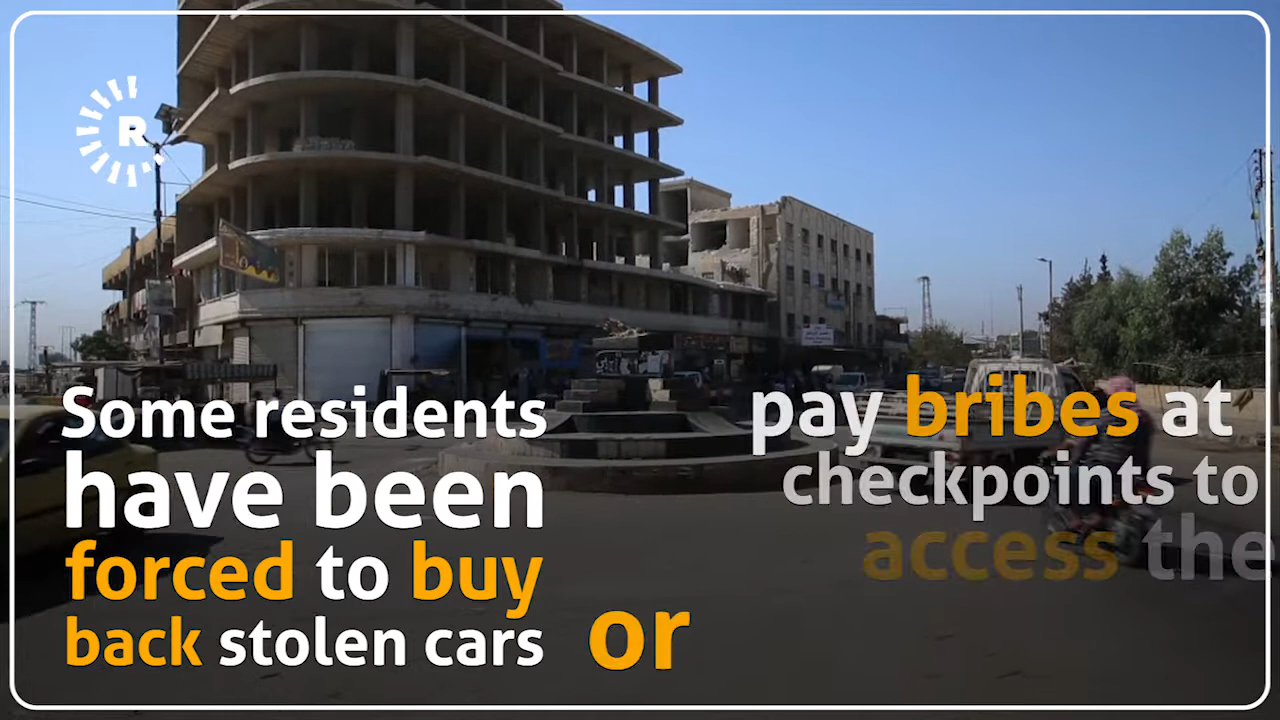 R
Some residents
have been
forced to buy
back stolen cars
or
pay bribes at
checkpoints to
access the